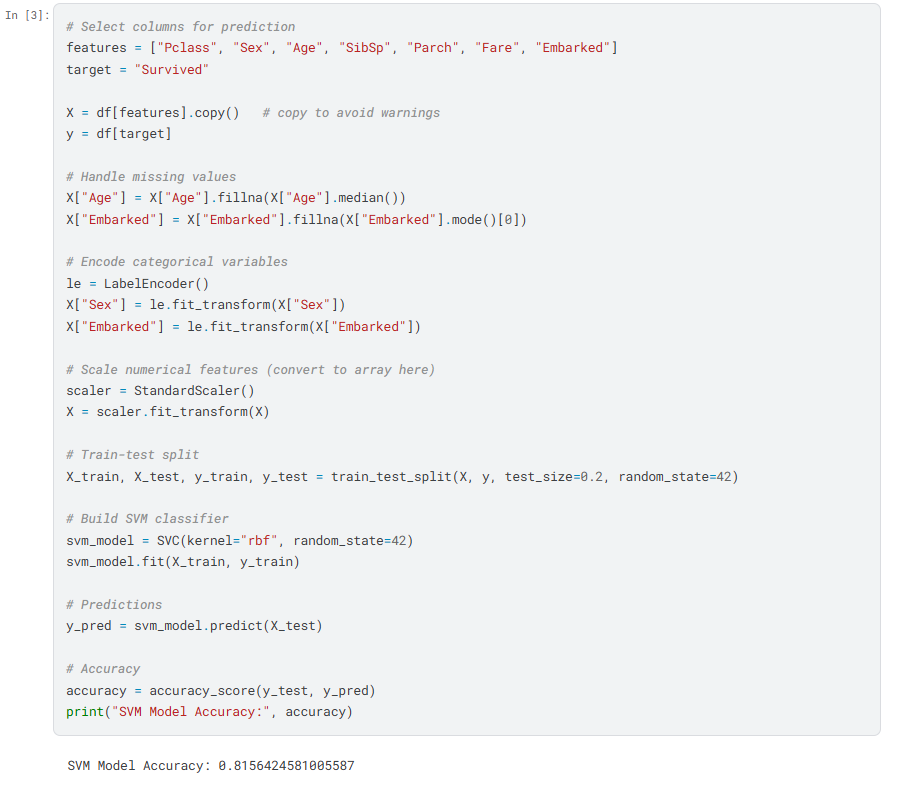 In [3]:
# Select columns for prediction
features = ["Pclass", "Sex", "Age", "SibSp", "Parch", "Fare", "Embarked"]
target = "Survived"
X = df[features].copy()   # copy to avoid warnings
y = df[target]
# Handle missing values
X["Age"] = X["Age"].fillna(X["Age"].median())
X["Embarked"] = X["Embarked"].fillna(X["Embarked"].mode()[0])
# Encode categorical variables
le = LabelEncoder()
X["Sex"] = le.fit_transform(X["Sex"])
X["Embarked"] = le.fit_transform(X["Embarked"])
# Scale numerical features (convert to array here)
scaler = StandardScaler()
X = scaler.fit_transform(X)
# Train-test split
X_train, X_test, y_train, y_test = train_test_split(X, y, test_size=0.2, random_state=42)
# Build SVM classifier
svm_model = SVC(kernel="rbf", random_state=42)
svm_model.fit(X_train, y_train)
# Predictions
y_pred = svm_model.predict(X_test)
# Accuracy
accuracy = accuracy_score(y_test, y_pred)
print("SVM Model Accuracy:", accuracy)
SVM Model Accuracy: 0.8156424581005587